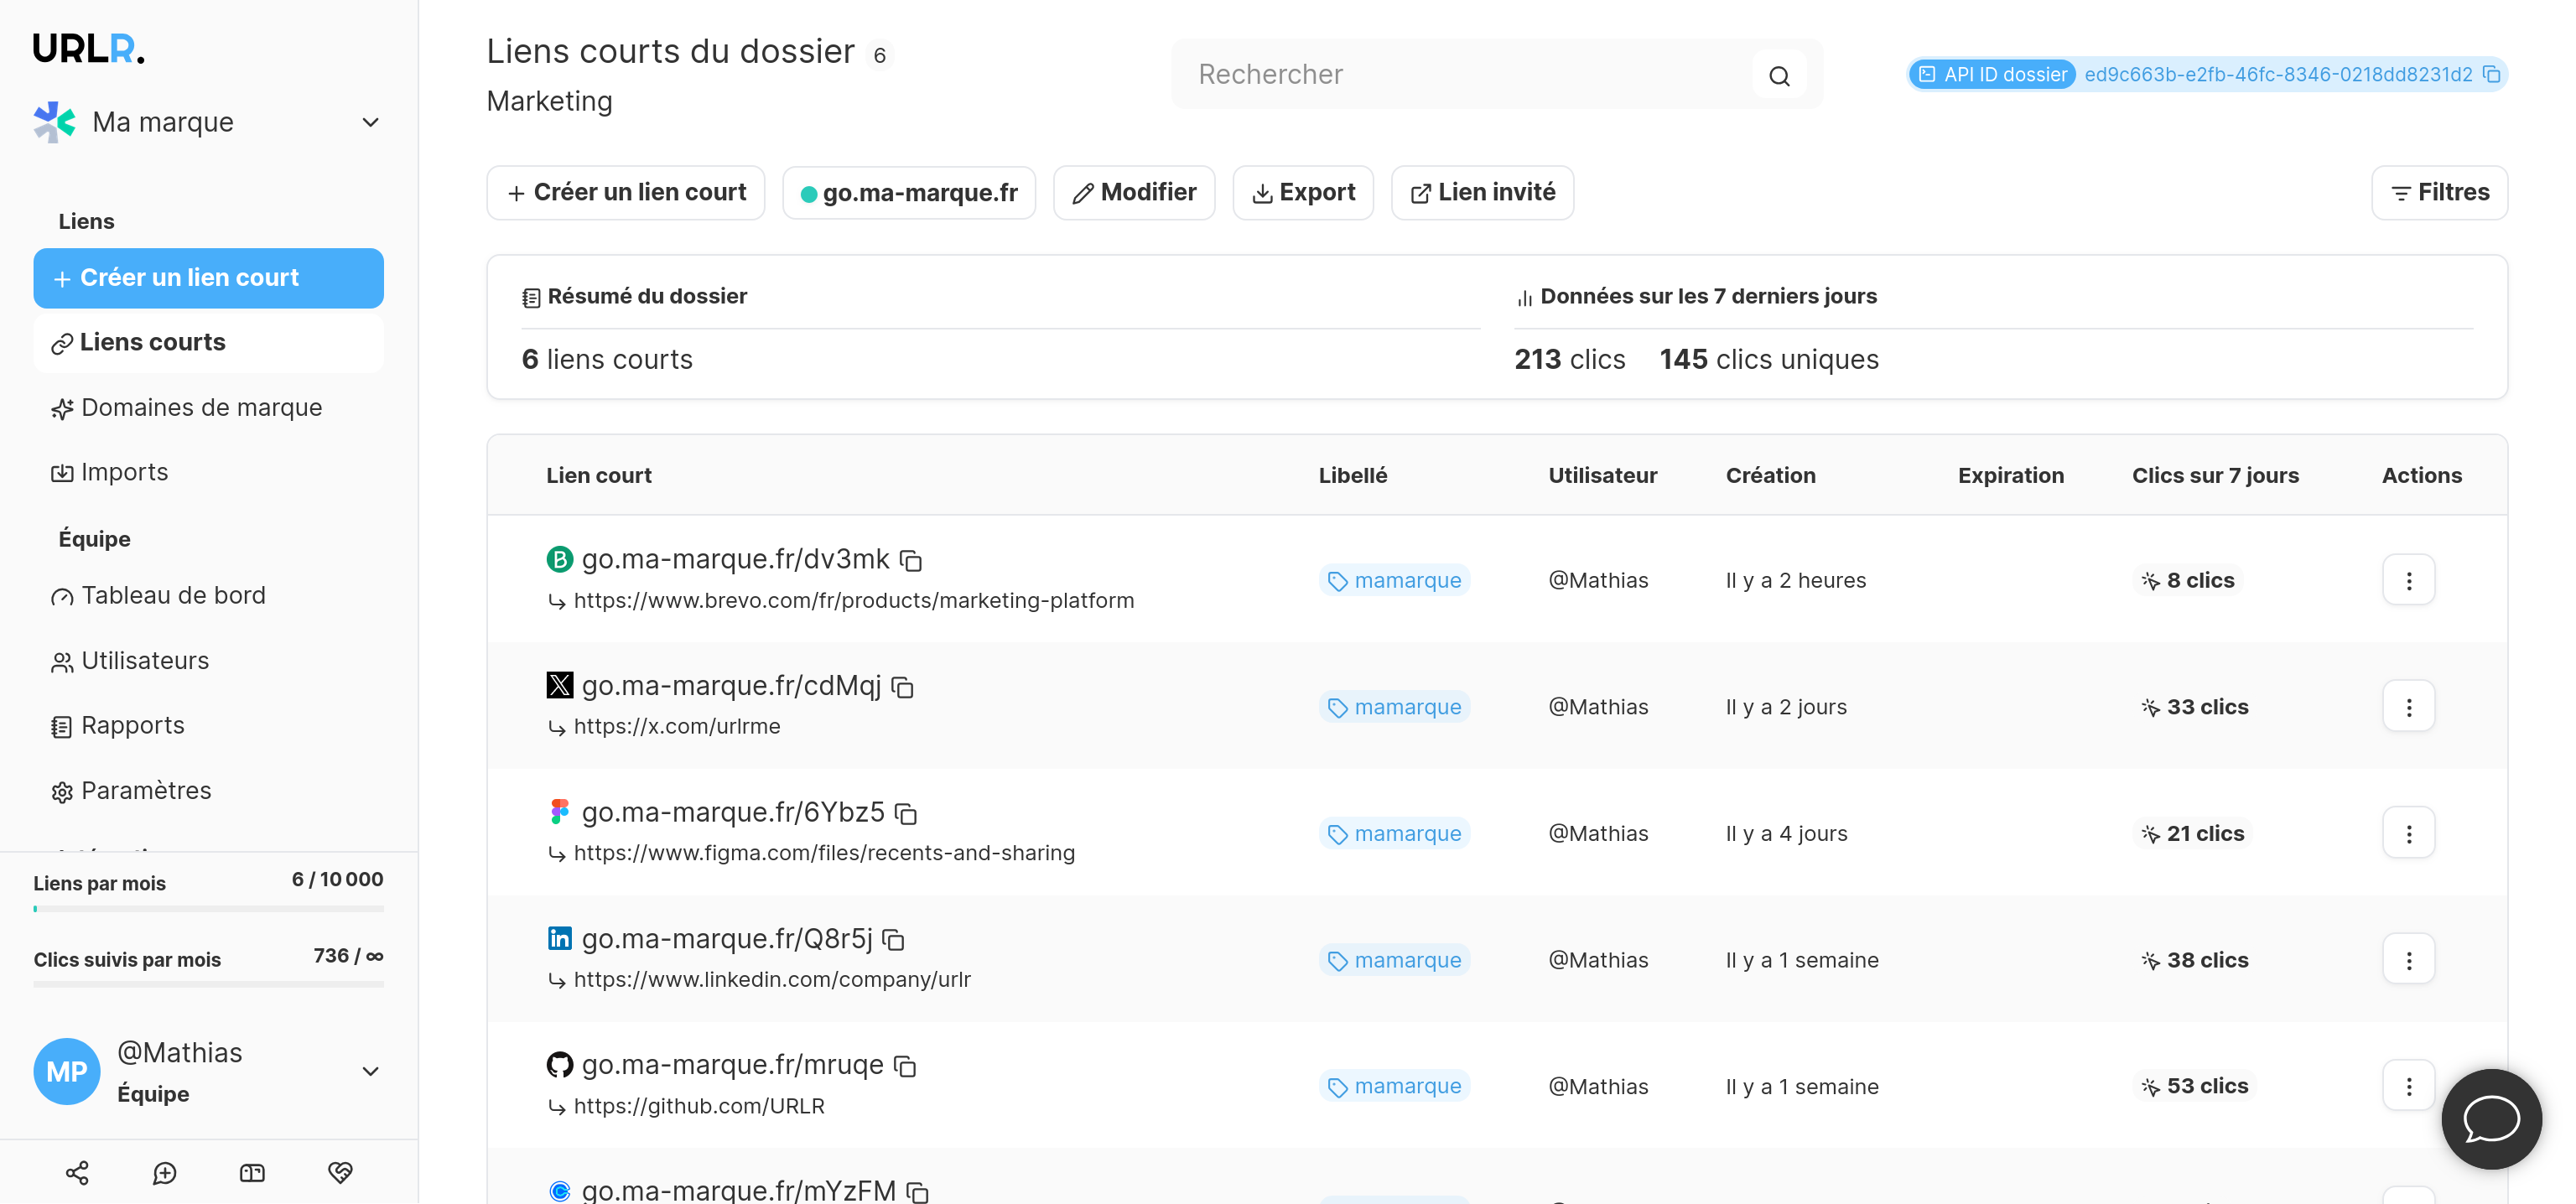 URLR.
Ma marque
Liens
Créer un lien court
Liens courts
Domaines de marque
Imports
Équipe
Tableau de bord
Utilisateurs
Rapports
Paramètres
Liens par mois 6 / 10 000
Clics suivis par mois 736 / ∞
MP @Mathias
Équipe
Liens courts du dossier 6
Marketing
Rechercher
API ID dossier ed9c663b-e2fb-46fc-8346-0218dd8231d2
Créer un lien court go.ma-marque.fr Modifier Export Lien invité Filtres
Résumé du dossier
6 liens courts
Données sur les 7 derniers jours
213 clics 145 clics uniques
Lien court Libellé Utilisateur Création Expiration Clics sur 7 jours Actions
go.ma-marque.fr/dv3mk
https://www.brevo.com/fr/products/marketing-platform
mamarque @Mathias Il y a 2 heures 8 clics
go.ma-marque.fr/cdMqj
https://x.com/urlrme
mamarque @Mathias Il y a 2 jours 33 clics
go.ma-marque.fr/6Ybz5
https://www.figma.com/files/recents-and-sharing
mamarque @Mathias Il y a 4 jours 21 clics
go.ma-marque.fr/Q8r5j
https://www.linkedin.com/company/urlr
mamarque @Mathias Il y a 1 semaine 38 clics
go.ma-marque.fr/mruqe
https://github.com/URLR
mamarque @Mathias Il y a 1 semaine 53 clics
go.ma-marque.fr/mYzFM